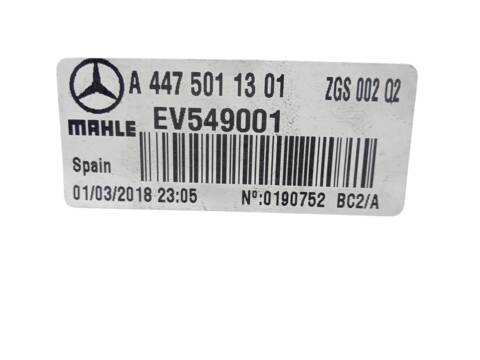 A 447 501 13 01 ZGS 002 Q2
MAHLE EV549001
Spain
01/03/2018 23:05 Nº:0190752 BC2/A